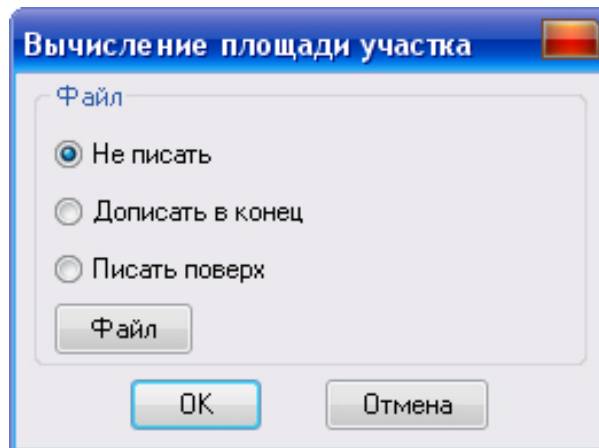 Вычисление площади участка
Файл
Не писать
Дописать в конец
Писать поверх
Файл
OK
Отмена